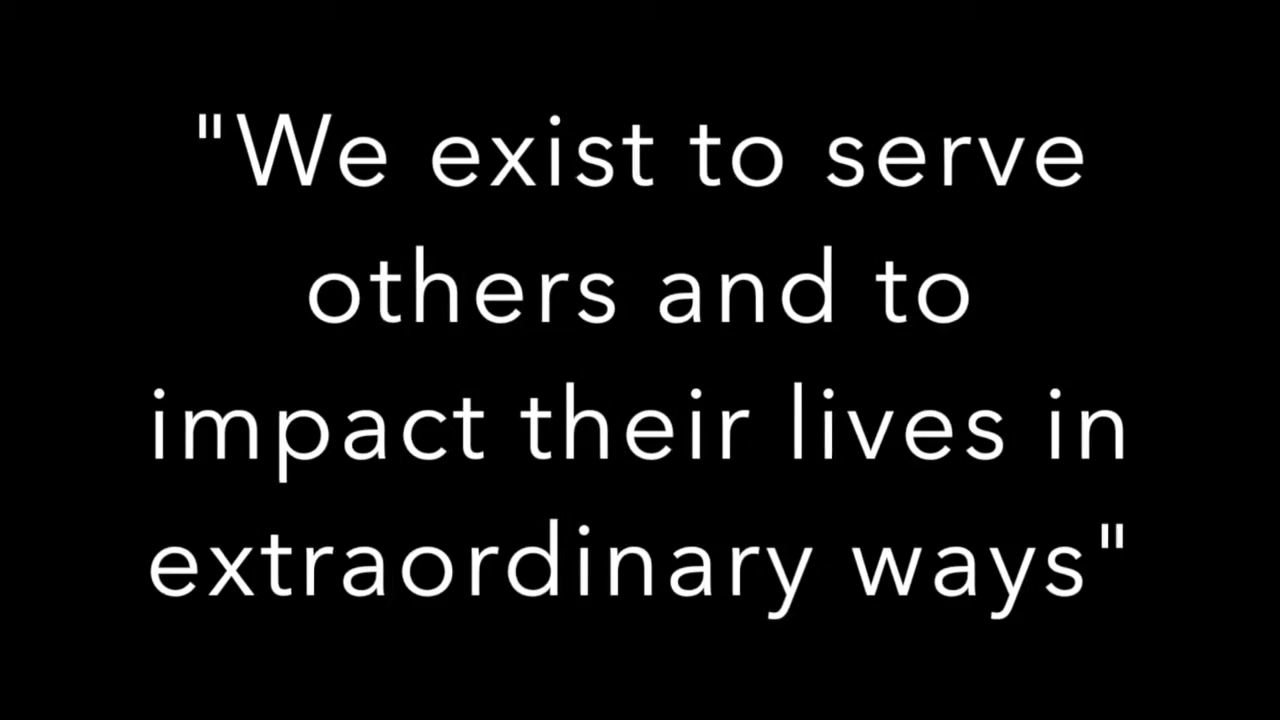 "We exist to serve
others and to
impact their lives in
extraordinary ways"